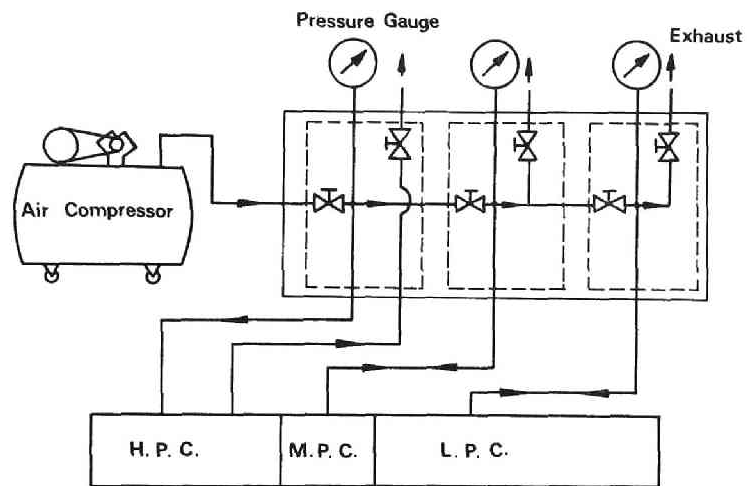 Pressure Gauge
Exhaust
Air Compressor
H. P. C.
M. P. C.
L. P. C.